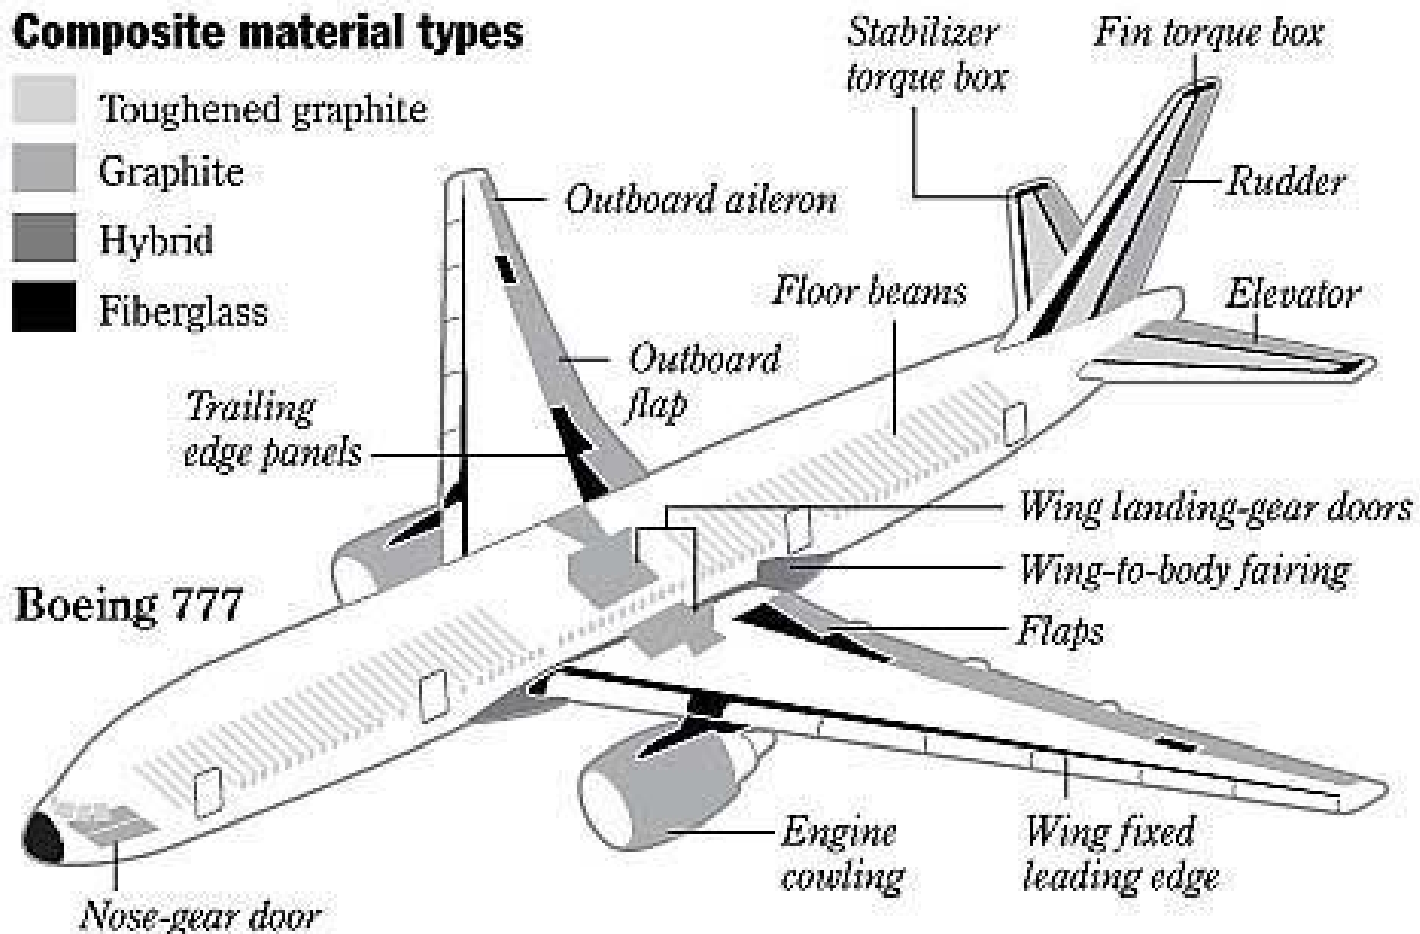 Composite material types
Toughened graphite
Graphite
Hybrid
Fiberglass
Stabilizer
torque box
Fin torque box
Outboard aileron
Rudder
Floor beams
Elevator
Outboard
flap
Trailing
edge panels
Wing landing-gear doors
Wing-to-body fairing
Boeing 777
Flaps
Engine
cowling
Wing fixed
leading edge
Nose-gear door